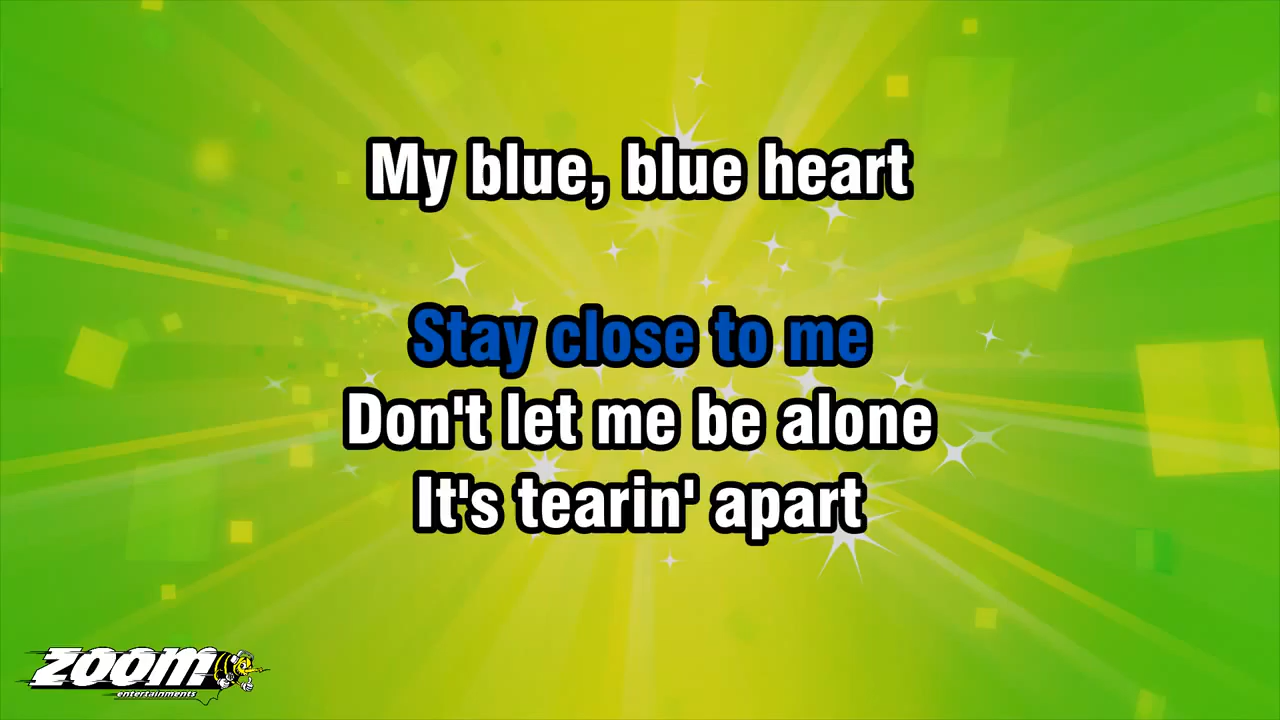 My blue, blue heart
Stay close to me
Don't let me be alone
It's tearin' apart
ZOOM
entertainments